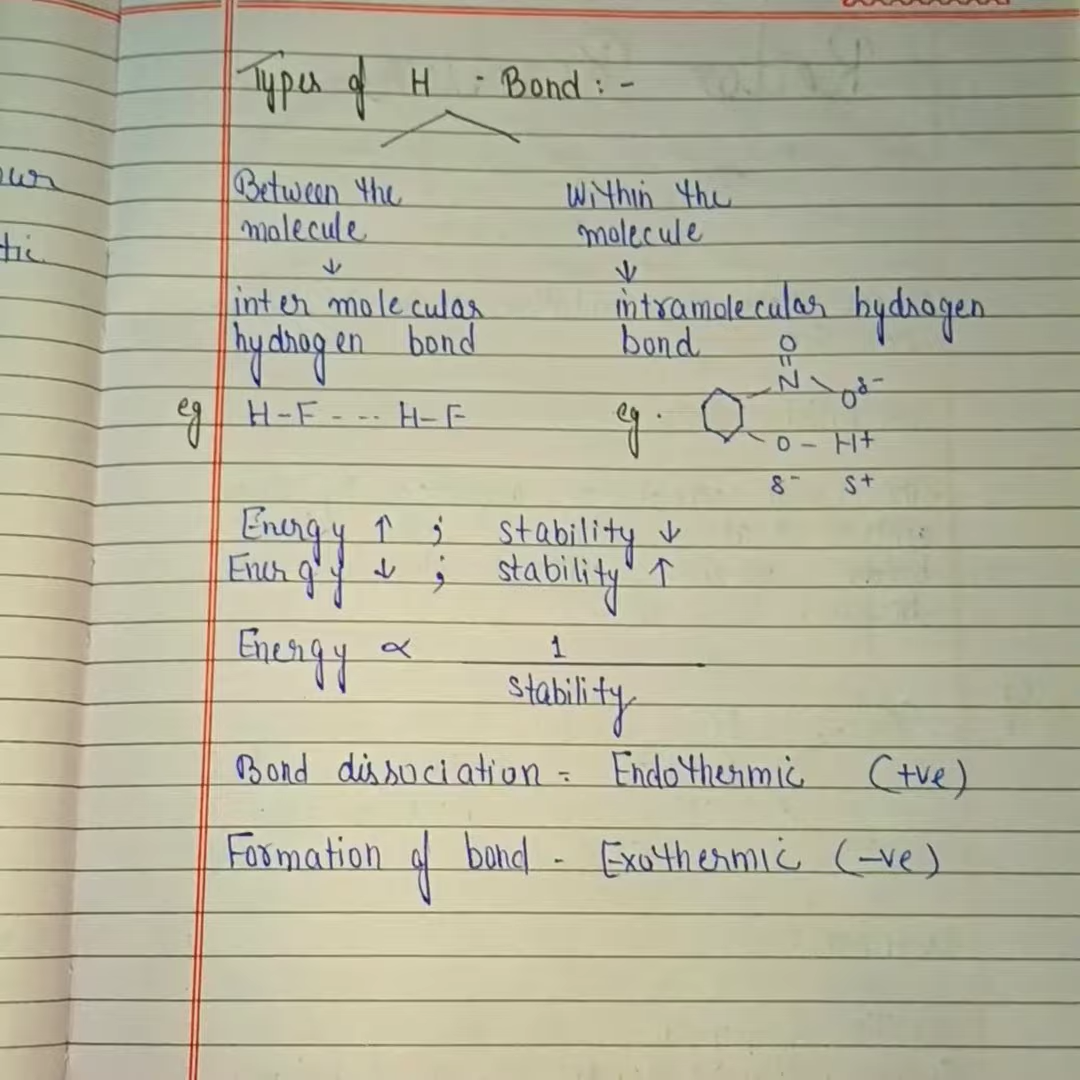 Types of H - Bond : -
Between the
molecule
↓
inter molecular
hydrogen bond
eg H-F --- H-F
Within the
molecule
↓
intramolecular hydrogen
bond
eg.
O
N O δ-
O - H+
δ- δ+
Energy ↑ ; stability ↓
Energy ↓ ; stability ↑
Energy ∝ 1
stability
Bond dissociation = Endothermic (+ve)
Formation of bond - Exothermic (-ve)